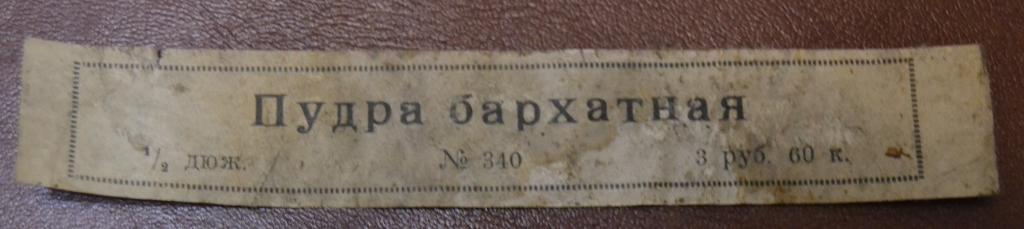 Пудра бархатная
1/2 дюж. № 340 3 руб. 60 к.